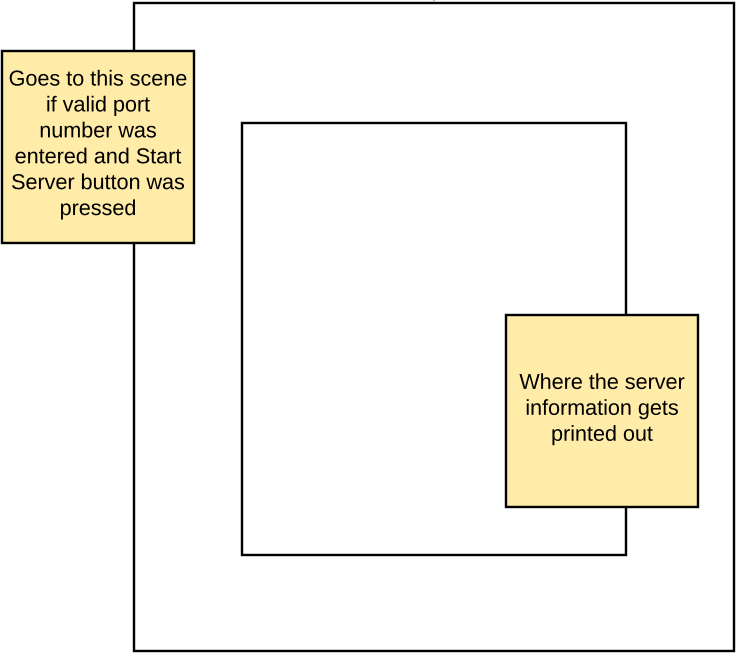 Goes to this scene
if valid port
number was
entered and Start
Server button was
pressed
Where the server
information gets
printed out